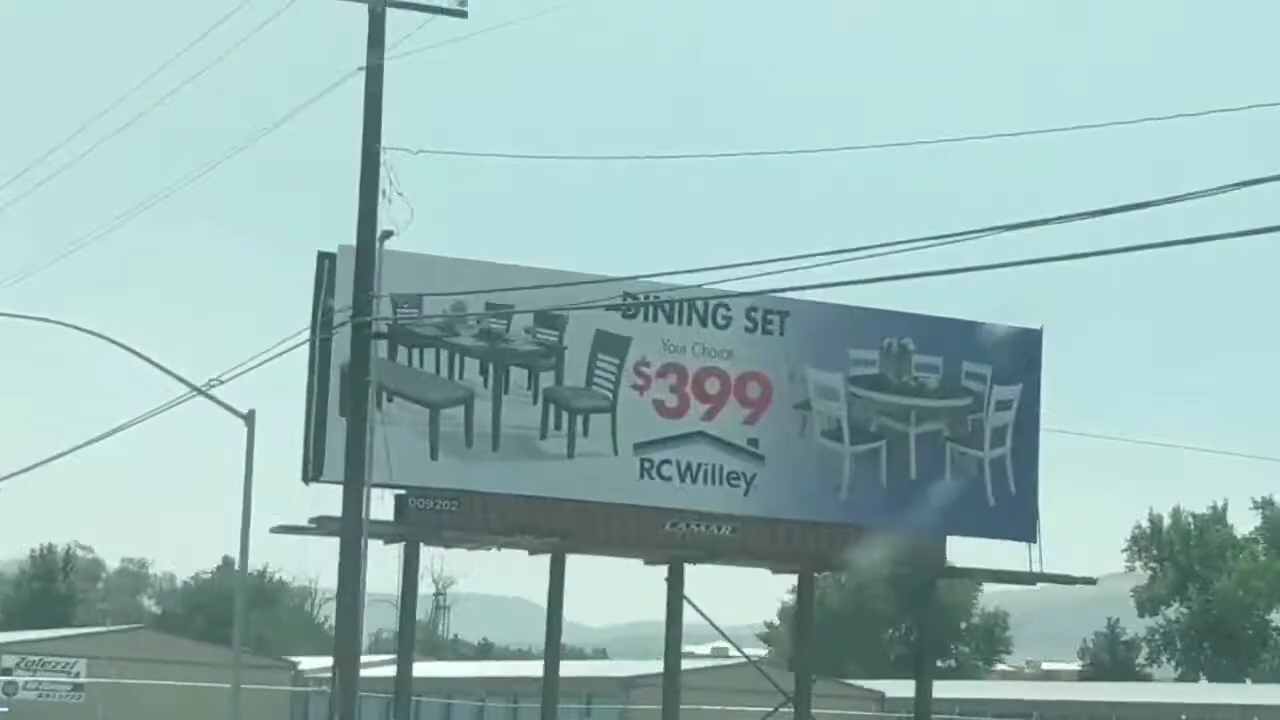 DINING SET
Your Choice
$399
RCWilley
009202
LAMAR
Zolezzi